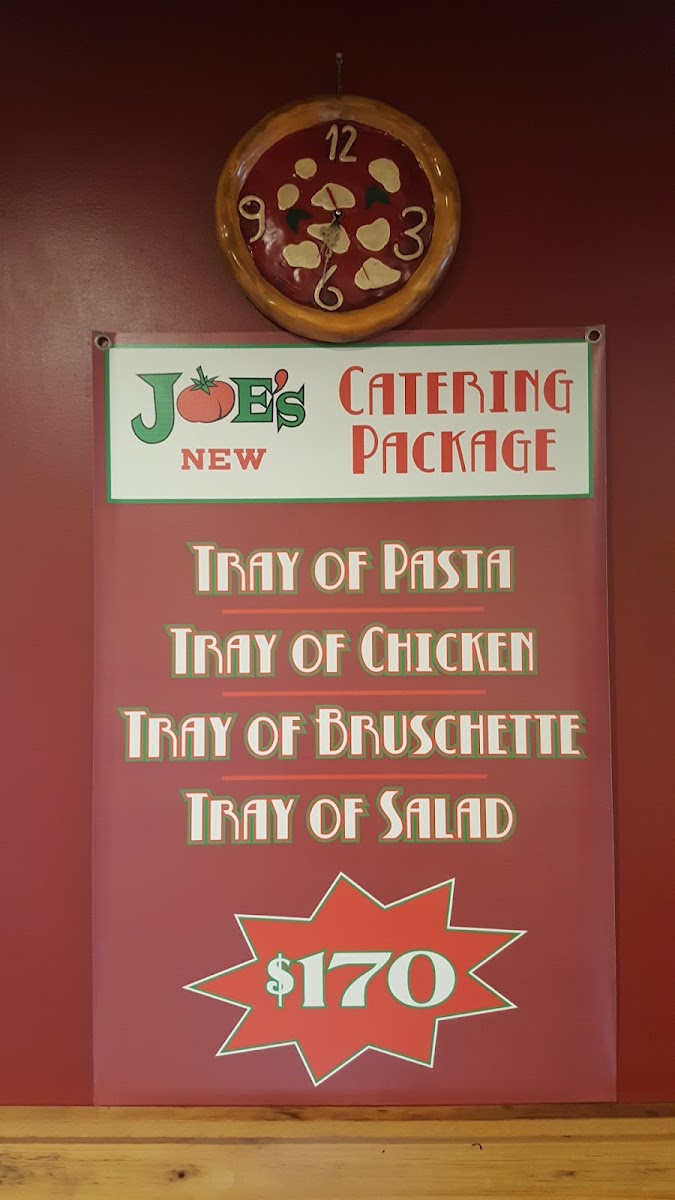 12
9
3
6
JOE'S
NEW
CATERING
PACKAGE
TRAY OF PASTA
TRAY OF CHICKEN
TRAY OF BRUSCHETTE
TRAY OF SALAD
$170